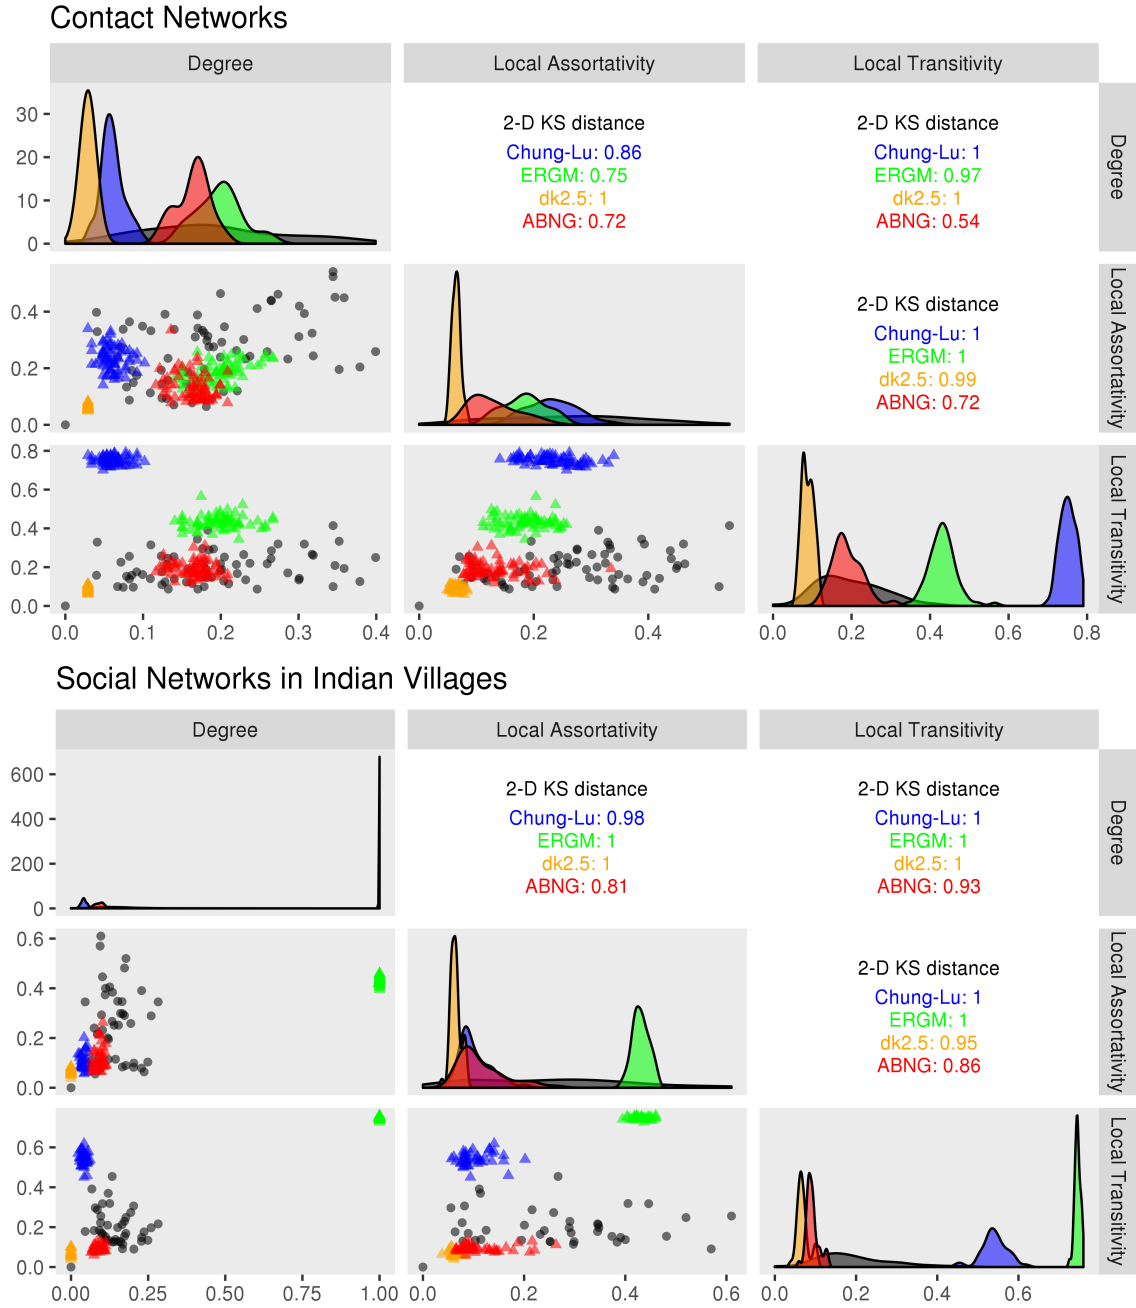 Contact Networks
Degree
Local Assortativity
Local Transitivity
30
20
10
0
2-D KS distance
Chung-Lu: 0.86
ERGM: 0.75
dk2.5: 1
ABNG: 0.72
2-D KS distance
Chung-Lu: 1
ERGM: 0.97
dk2.5: 1
ABNG: 0.54
Degree
0.4
0.2
0.0
2-D KS distance
Chung-Lu: 1
ERGM: 1
dk2.5: 0.99
ABNG: 0.72
Local Assortativity
0.8
0.6
0.4
0.2
0.0
Local Transitivity
0.0 0.1 0.2 0.3 0.4
0.0 0.2 0.4
0.0 0.2 0.4 0.6 0.8
Social Networks in Indian Villages
Degree
Local Assortativity
Local Transitivity
600
400
200
0
2-D KS distance
Chung-Lu: 0.98
ERGM: 1
dk2.5: 1
ABNG: 0.81
2-D KS distance
Chung-Lu: 1
ERGM: 1
dk2.5: 1
ABNG: 0.93
Degree
0.6
0.4
0.2
0.0
2-D KS distance
Chung-Lu: 1
ERGM: 1
dk2.5: 0.95
ABNG: 0.86
Local Assortativity
0.6
0.4
0.2
0.0
Local Transitivity
0.00 0.25 0.50 0.75 1.00
0.0 0.2 0.4 0.6
0.0 0.2 0.4 0.6